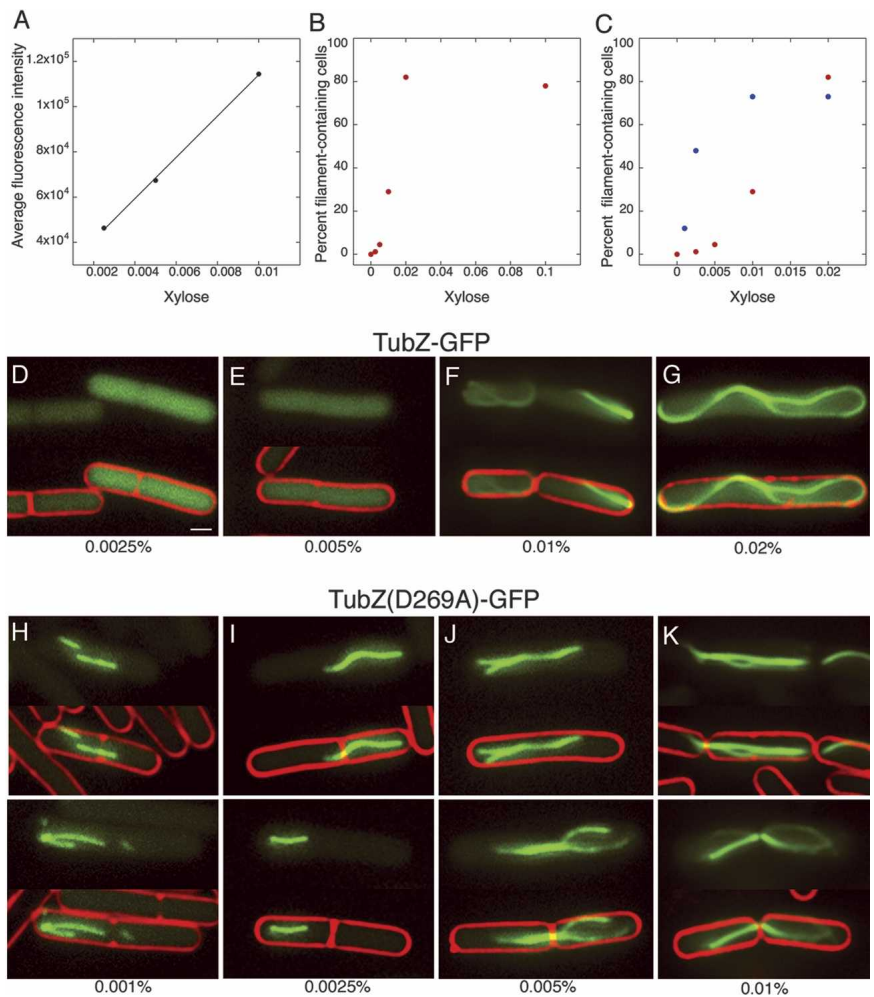 A
Average fluorescence intensity
1.2x10⁵
1x10⁵
8x10⁴
6x10⁴
4x10⁴
0.002 0.004 0.006 0.008 0.01
Xylose
B
Percent filament-containing cells
100
80
60
40
20
0
0 0.02 0.04 0.06 0.08 0.1
Xylose
C
Percent filament-containing cells
100
80
60
40
20
0
0 0.005 0.01 0.015 0.02
Xylose
TubZ-GFP
D E F G
0.0025% 0.005% 0.01% 0.02%
TubZ(D269A)-GFP
H I J K
0.001% 0.0025% 0.005% 0.01%